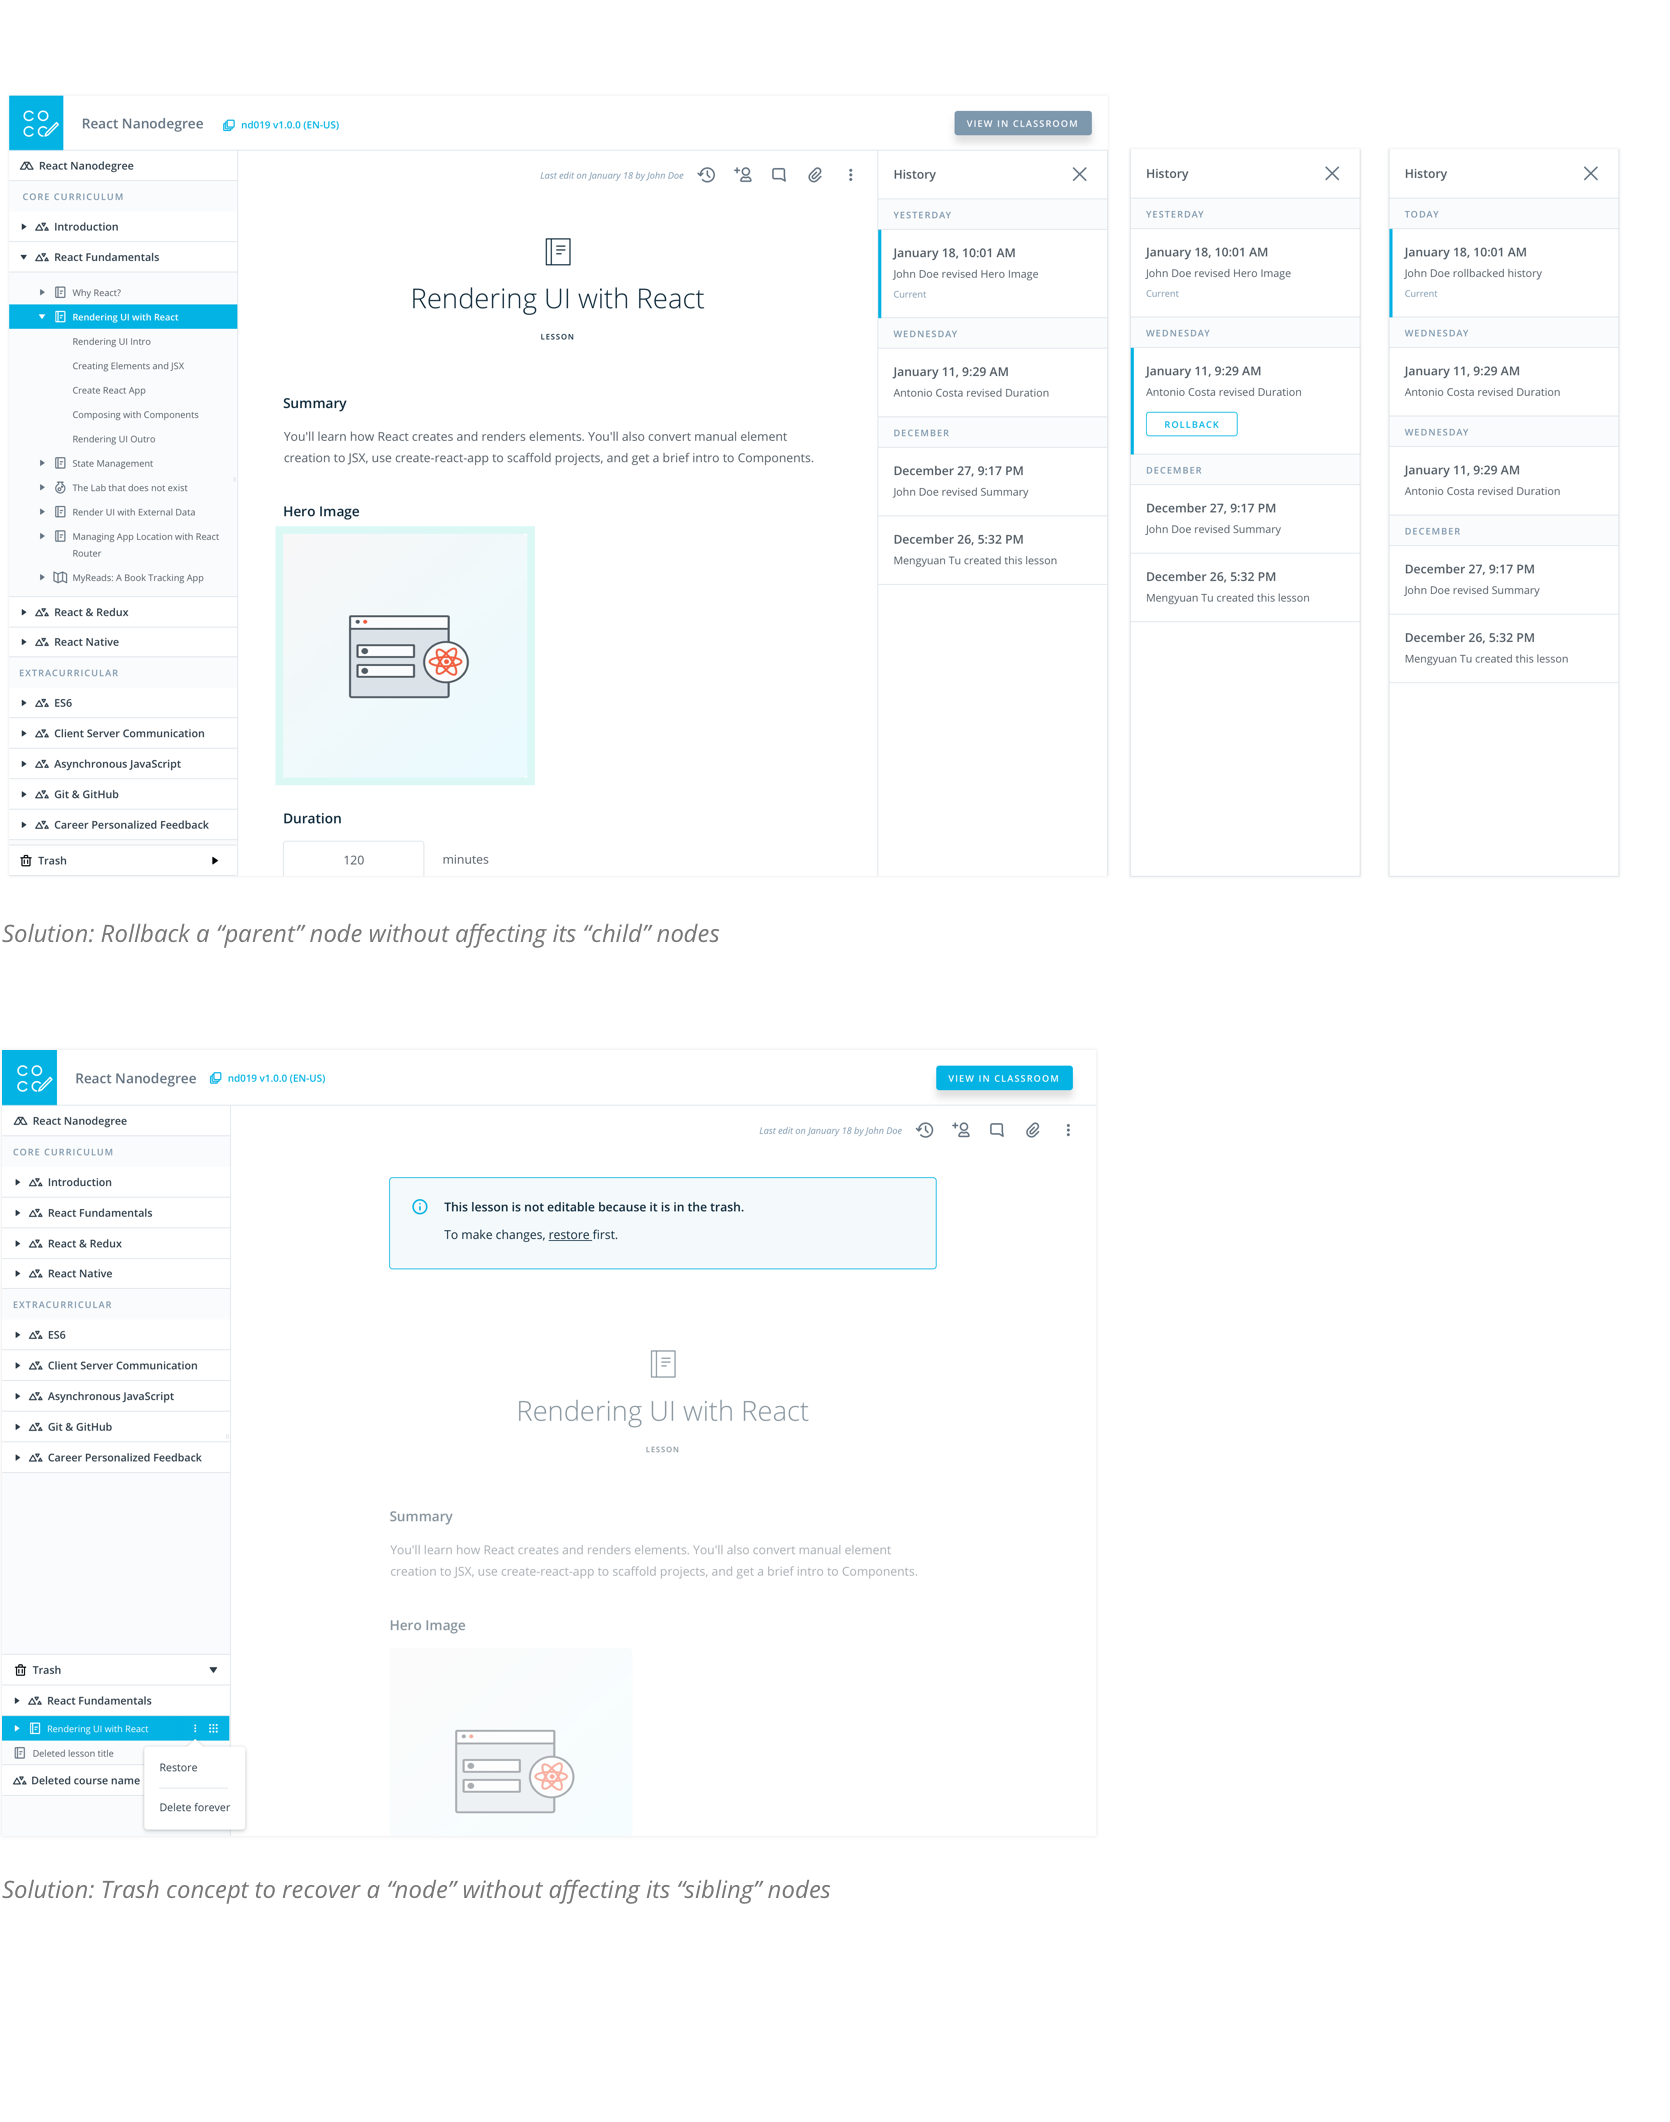 CO
CO
React Nanodegree
nd019 v1.0.0 (EN-US)
VIEW IN CLASSROOM
React Nanodegree
CORE CURRICULUM
Introduction
React Fundamentals
Why React?
Rendering UI with React
Rendering UI Intro
Creating Elements and JSX
Create React App
Composing with Components
Rendering UI Outro
State Management
The Lab that does not exist
Render UI with External Data
Managing App Location with React
Router
MyReads: A Book Tracking App
React & Redux
React Native
EXTRACURRICULAR
ES6
Client Server Communication
Asynchronous JavaScript
Git & GitHub
Career Personalized Feedback
Trash
Last edit on January 18 by John Doe
Rendering UI with React
LESSON
Summary
You'll learn how React creates and renders elements. You'll also convert manual element
creation to JSX, use create-react-app to scaffold projects, and get a brief intro to Components.
Hero Image
Duration
120
minutes
History
YESTERDAY
January 18, 10:01 AM
John Doe revised Hero Image
Current
WEDNESDAY
January 11, 9:29 AM
Antonio Costa revised Duration
DECEMBER
December 27, 9:17 PM
John Doe revised Summary
December 26, 5:32 PM
Mengyuan Tu created this lesson
History
YESTERDAY
January 18, 10:01 AM
John Doe revised Hero Image
Current
WEDNESDAY
January 11, 9:29 AM
Antonio Costa revised Duration
ROLLBACK
DECEMBER
December 27, 9:17 PM
John Doe revised Summary
December 26, 5:32 PM
Mengyuan Tu created this lesson
History
TODAY
January 18, 10:01 AM
John Doe rollbacked history
Current
WEDNESDAY
January 11, 9:29 AM
Antonio Costa revised Duration
WEDNESDAY
January 11, 9:29 AM
Antonio Costa revised Duration
DECEMBER
December 27, 9:17 PM
John Doe revised Summary
December 26, 5:32 PM
Mengyuan Tu created this lesson
Solution: Rollback a “parent” node without affecting its “child” nodes
CO
CO
React Nanodegree
nd019 v1.0.0 (EN-US)
VIEW IN CLASSROOM
React Nanodegree
CORE CURRICULUM
Introduction
React Fundamentals
React & Redux
React Native
EXTRACURRICULAR
ES6
Client Server Communication
Asynchronous JavaScript
Git & GitHub
Career Personalized Feedback
Trash
React Fundamentals
Rendering UI with React
Deleted lesson title
Deleted course name
Restore
Delete forever
Last edit on January 18 by John Doe
This lesson is not editable because it is in the trash.
To make changes, restore first.
Rendering UI with React
LESSON
Summary
You'll learn how React creates and renders elements. You'll also convert manual element
creation to JSX, use create-react-app to scaffold projects, and get a brief intro to Components.
Hero Image
Solution: Trash concept to recover a “node” without affecting its “sibling” nodes